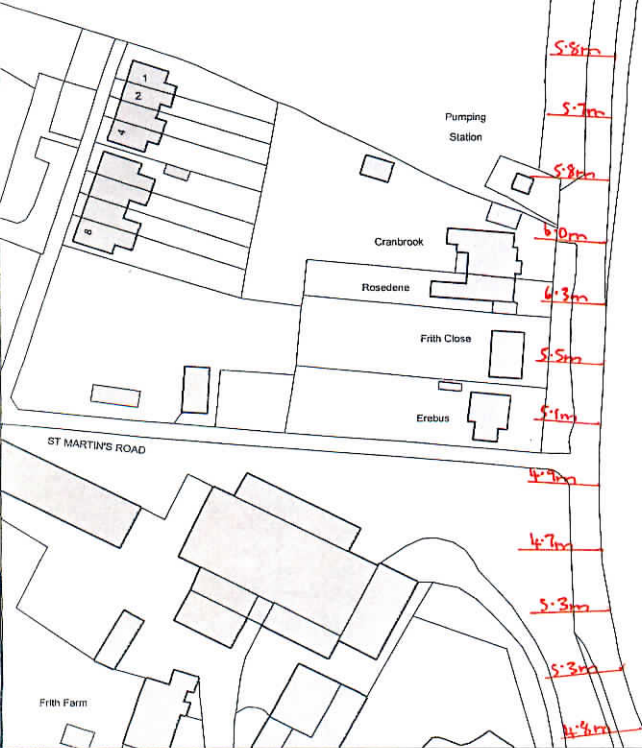 5.8m
1
2
5.7m
Pumping
Station
4
5.8m
8
Cranbrook
6.0m
Rosedene
6.3m
Frith Close
5.5m
Erebus
5.1m
ST MARTIN'S ROAD
4.9m
4.7m
5.3m
5.3m
Frith Farm
4.8m